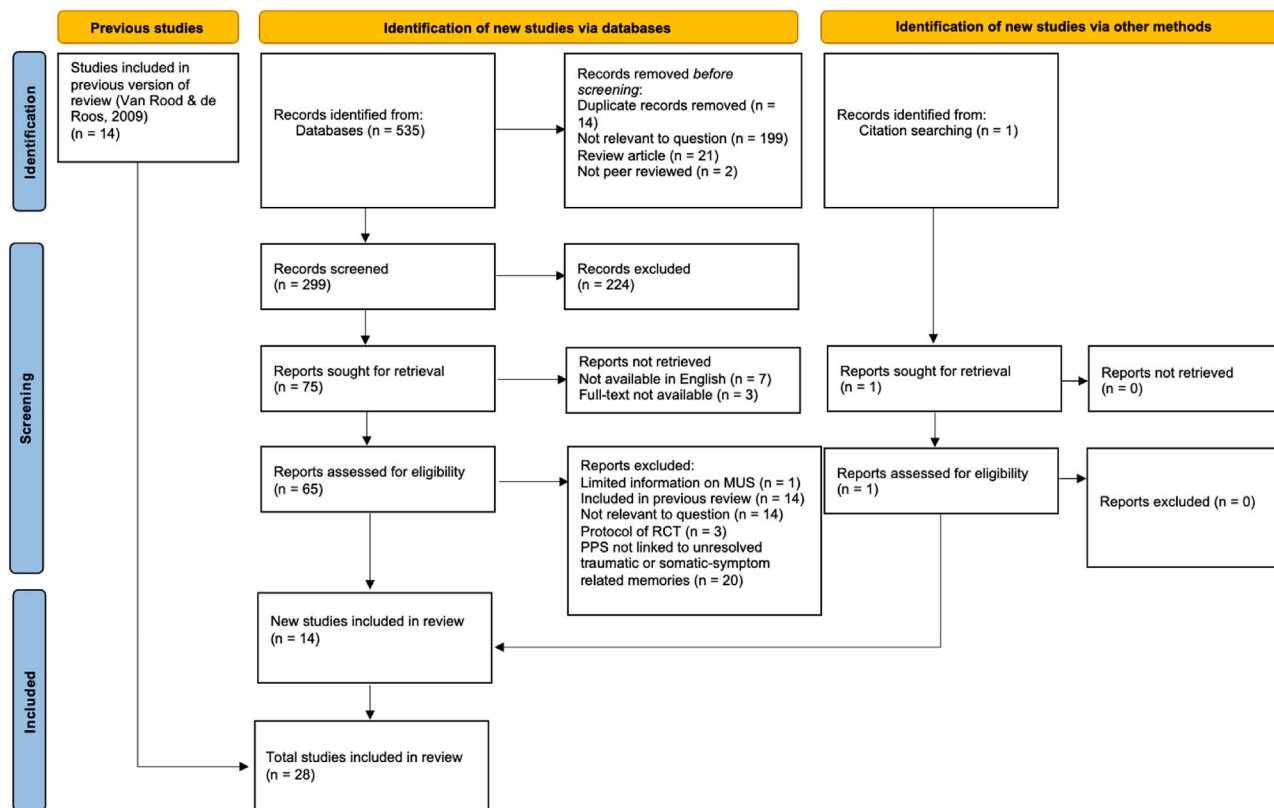 Previous studies
Identification of new studies via databases
Identification of new studies via other methods
Identification
Studies included in
previous version of
review (Van Rood & de
Roos, 2009)
(n = 14)
Records identified from:
Databases (n = 535)
Records removed before
screening:
Duplicate records removed (n =
14)
Not relevant to question (n = 199)
Review article (n = 21)
Not peer reviewed (n = 2)
Records identified from:
Citation searching (n = 1)
Screening
Records screened
(n = 299)
Records excluded
(n = 224)
Reports sought for retrieval
(n = 75)
Reports not retrieved
Not available in English (n = 7)
Full-text not available (n = 3)
Reports sought for retrieval
(n = 1)
Reports not retrieved
(n = 0)
Reports assessed for eligibility
(n = 65)
Reports excluded:
Limited information on MUS (n = 1)
Included in previous review (n = 14)
Not relevant to question (n = 14)
Protocol of RCT (n = 3)
PPS not linked to unresolved
traumatic or somatic-symptom
related memories (n = 20)
Reports assessed for eligibility
(n = 1)
Reports excluded (n = 0)
Included
New studies included in review
(n = 14)
Total studies included in review
(n = 28)